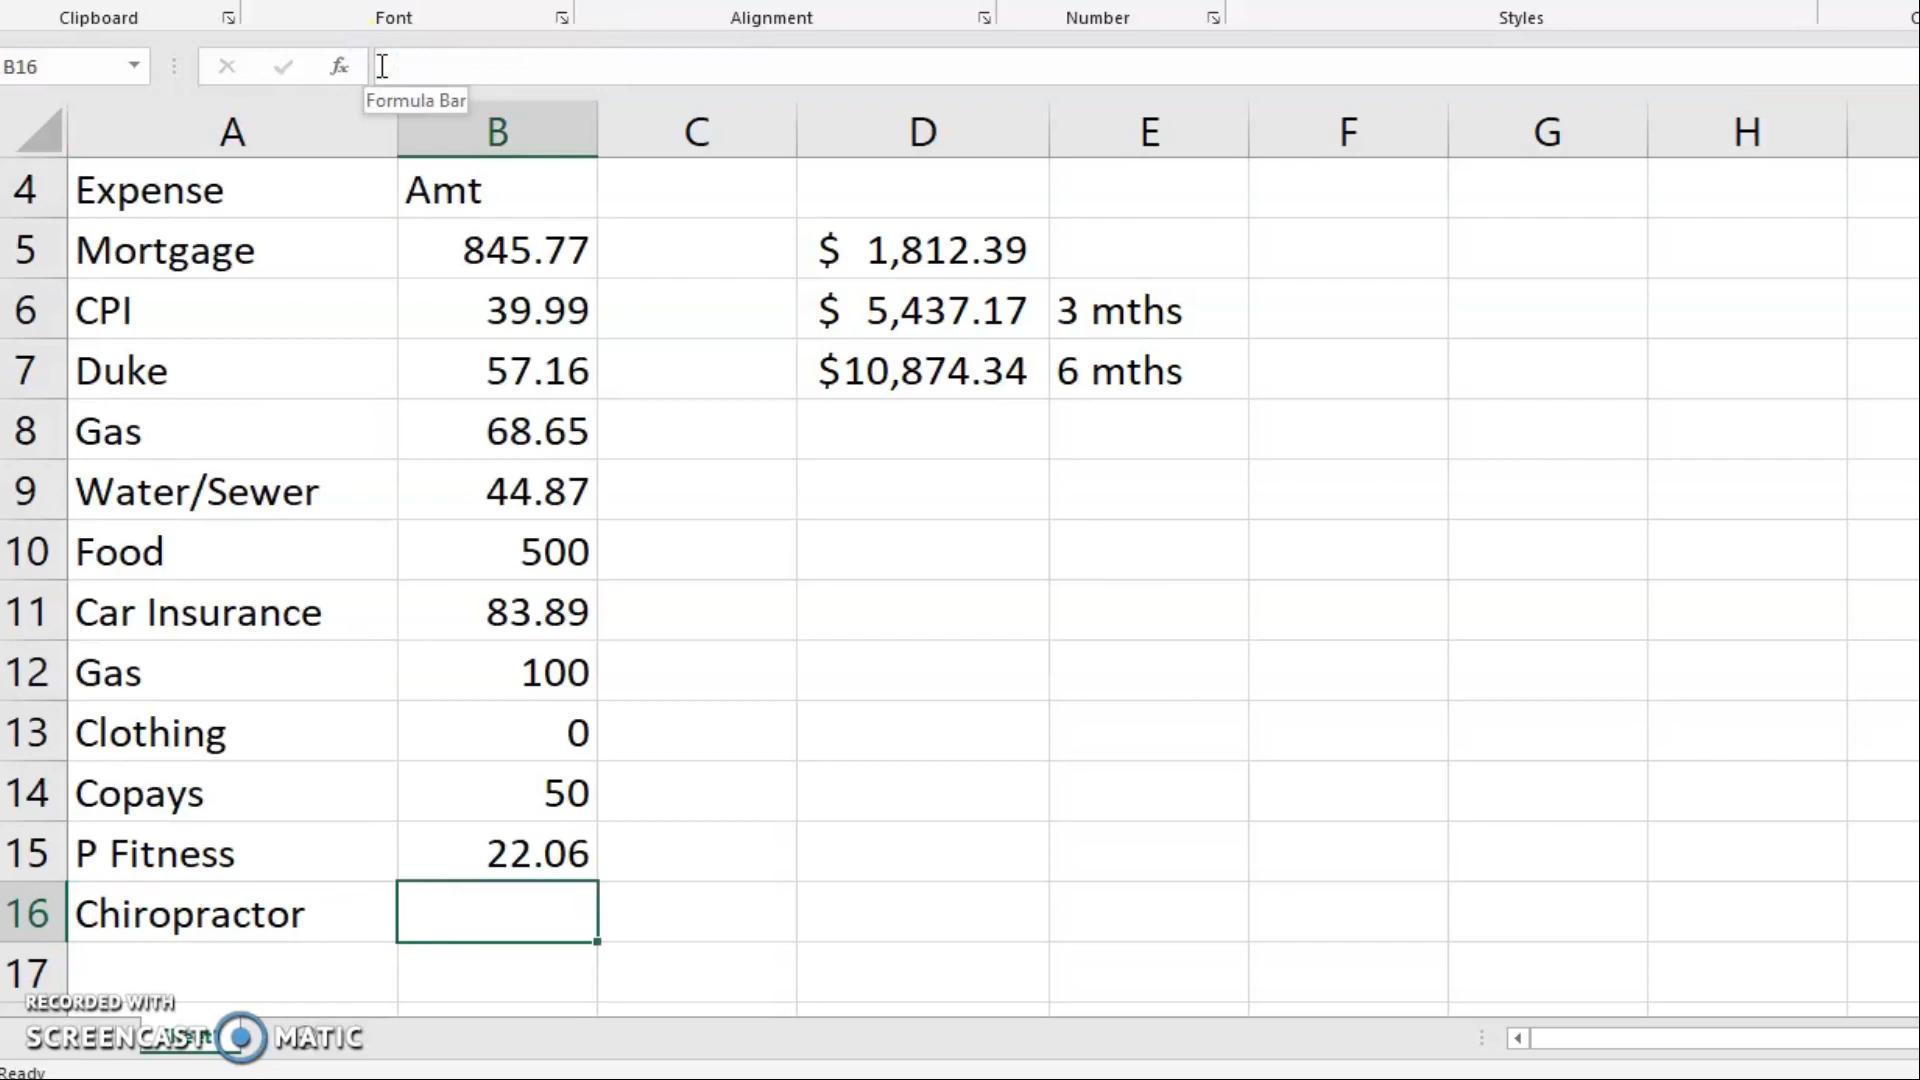 Clipboard Font Alignment Number Styles
B16 fx
Formula Bar
A B C D E F G H
4 Expense Amt
5 Mortgage 845.77 $ 1,812.39
6 CPI 39.99 $ 5,437.17 3 mths
7 Duke 57.16 $10,874.34 6 mths
8 Gas 68.65
9 Water/Sewer 44.87
10 Food 500
11 Car Insurance 83.89
12 Gas 100
13 Clothing 0
14 Copays 50
15 P Fitness 22.06
16 Chiropractor
17
RECORDED WITH
SCREENCAST MATIC
Ready